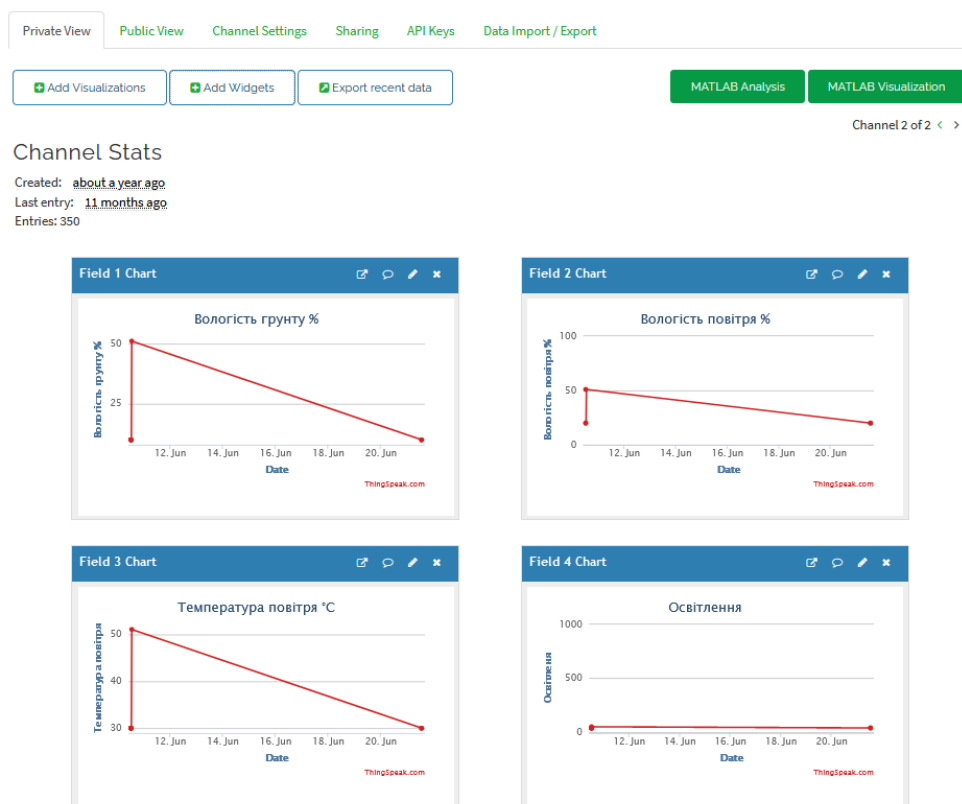 Private View Public View Channel Settings Sharing API Keys Data Import / Export
Add Visualizations Add Widgets Export recent data MATLAB Analysis MATLAB Visualization
Channel 2 of 2 < >
Channel Stats
Created: about a year ago
Last entry: 11 months ago
Entries: 350
Field 1 Chart
Вологість грунту %
Вологість грунту %
50
25
12. Jun 14. Jun 16. Jun 18. Jun 20. Jun
Date
ThingSpeak.com
Field 2 Chart
Вологість повітря %
Вологість повітря %
100
50
0
12. Jun 14. Jun 16. Jun 18. Jun 20. Jun
Date
ThingSpeak.com
Field 3 Chart
Температура повітря °C
Температура повітря
50
40
30
12. Jun 14. Jun 16. Jun 18. Jun 20. Jun
Date
ThingSpeak.com
Field 4 Chart
Освітлення
Освітленя
1000
500
0
12. Jun 14. Jun 16. Jun 18. Jun 20. Jun
Date
ThingSpeak.com